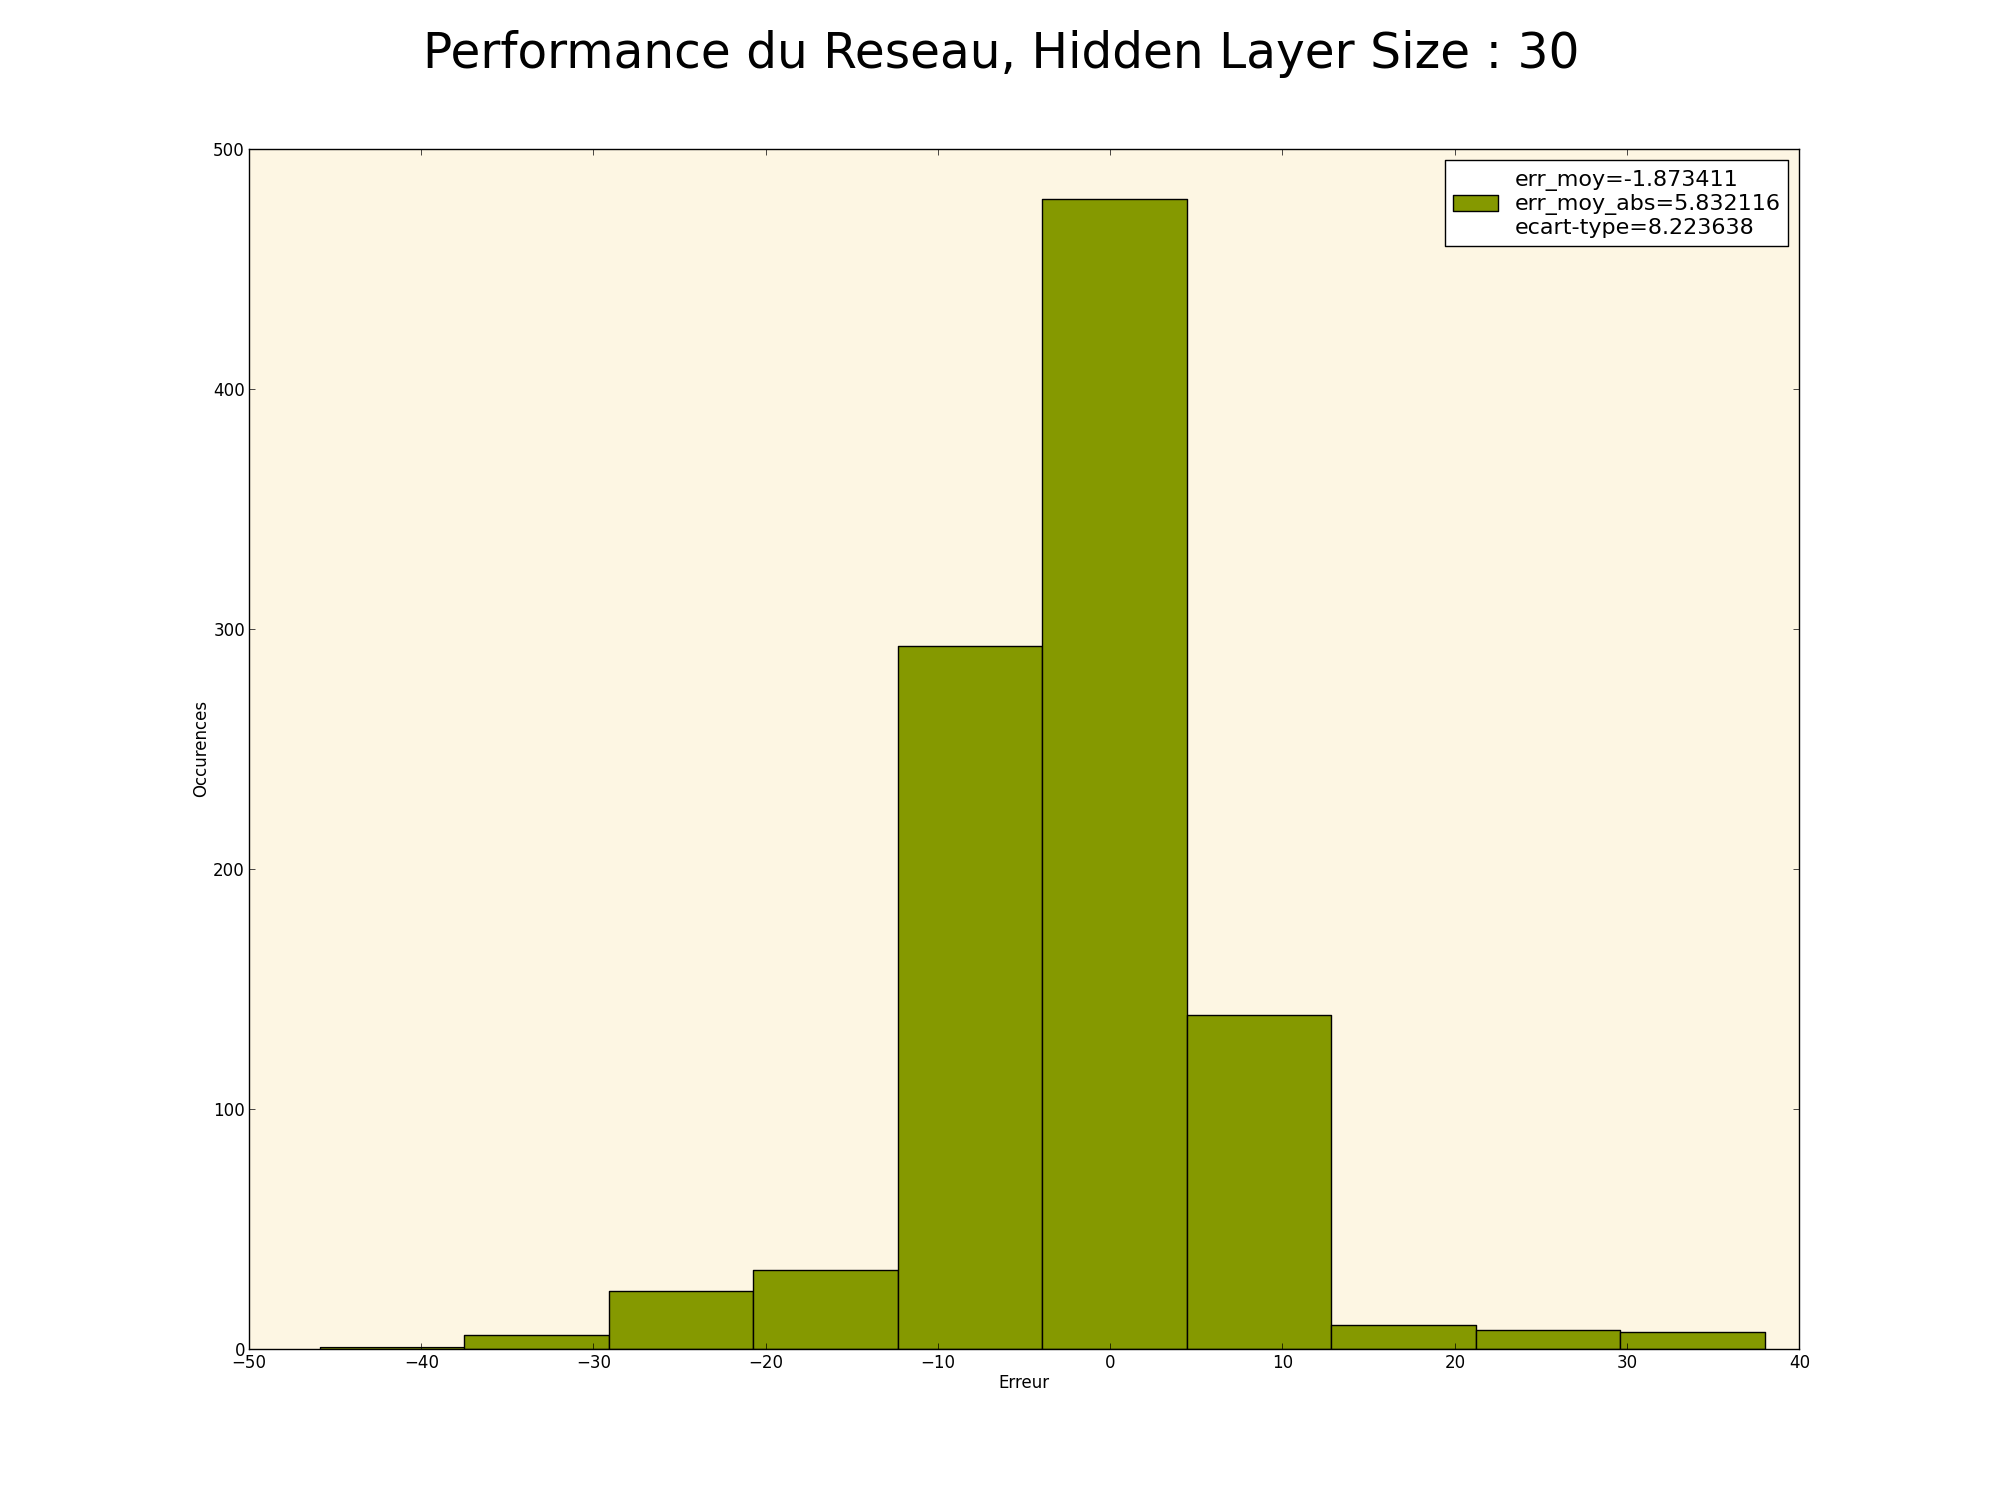 Performance du Reseau, Hidden Layer Size : 30
500
400
300
200
100
0
Occurences
err_moy=-1.873411
err_moy_abs=5.832116
ecart-type=8.223638
−50 −40 −30 −20 −10 0 10 20 30 40
Erreur